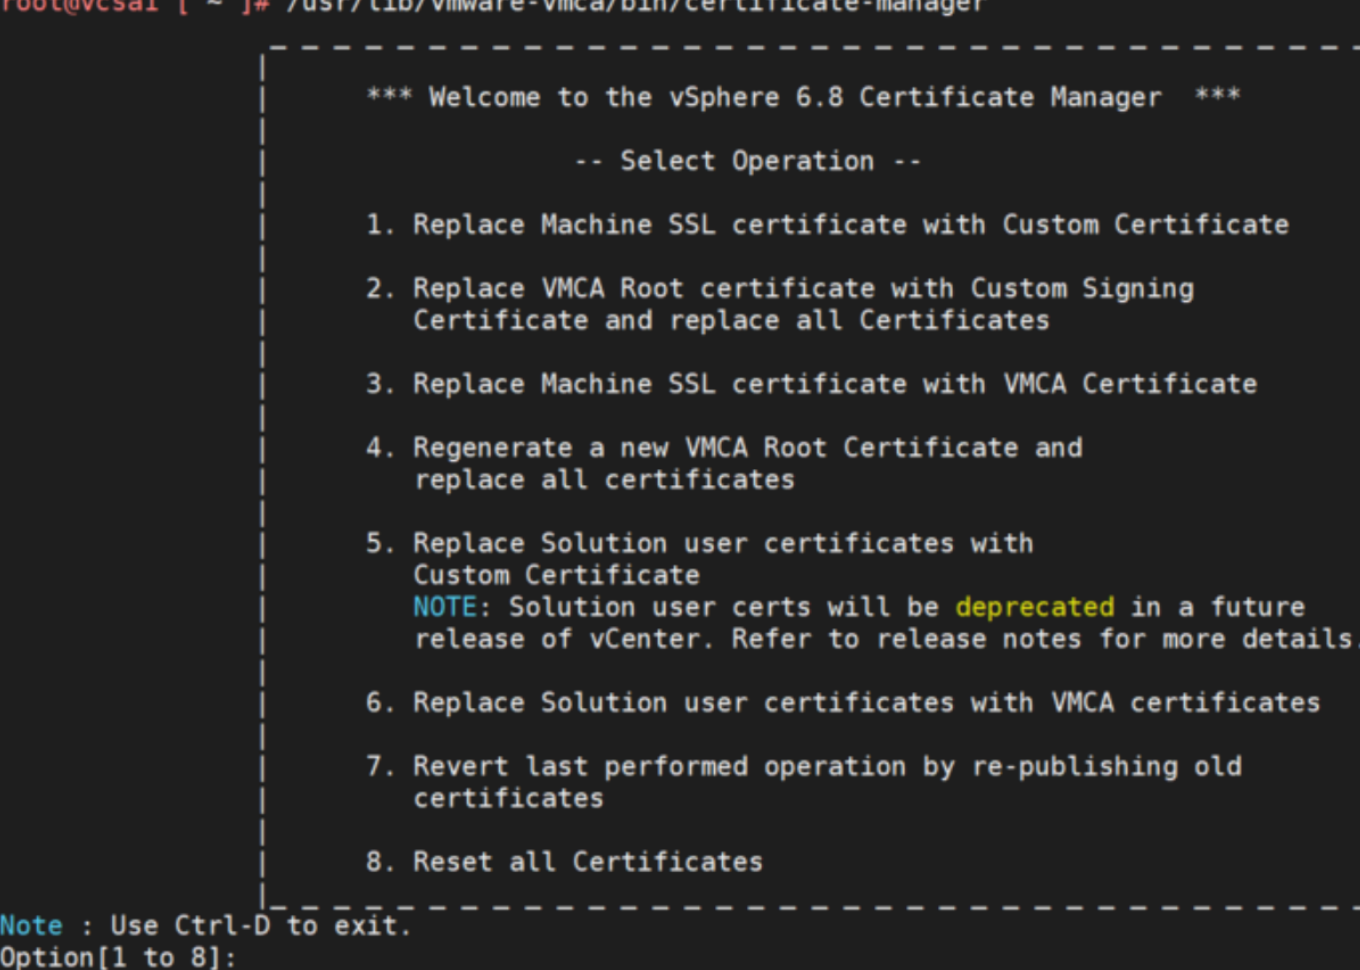 root@vcsa1 [ ~ ]# /usr/lib/vmware-vmca/bin/certificate-manager
*** Welcome to the vSphere 6.8 Certificate Manager ***
-- Select Operation --
1. Replace Machine SSL certificate with Custom Certificate
2. Replace VMCA Root certificate with Custom Signing
Certificate and replace all Certificates
3. Replace Machine SSL certificate with VMCA Certificate
4. Regenerate a new VMCA Root Certificate and
replace all certificates
5. Replace Solution user certificates with
Custom Certificate
NOTE: Solution user certs will be deprecated in a future
release of vCenter. Refer to release notes for more details.
6. Replace Solution user certificates with VMCA certificates
7. Revert last performed operation by re-publishing old
certificates
8. Reset all Certificates
Note : Use Ctrl-D to exit.
Option[1 to 8]: